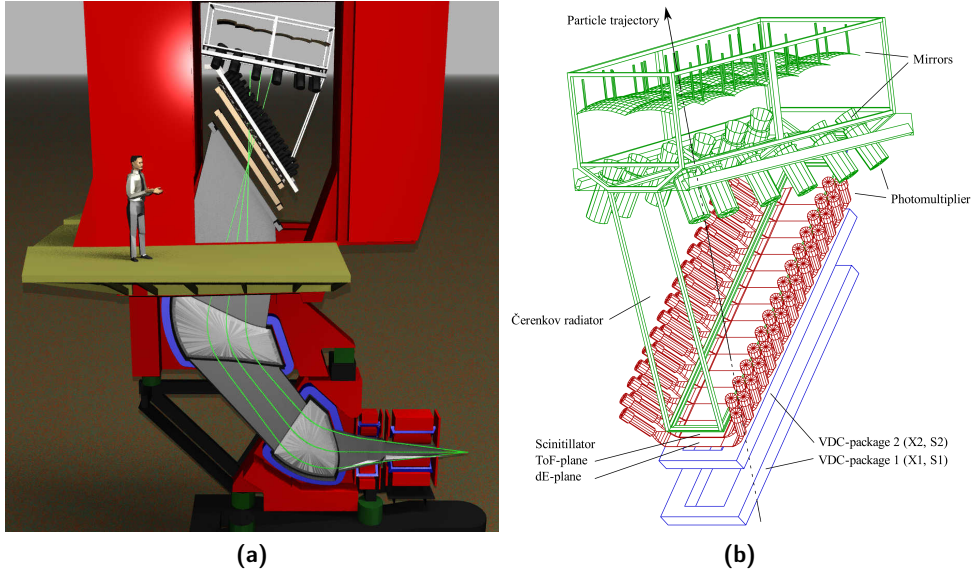 Particle trajectory
Mirrors
Photomultiplier
Čerenkov radiator
Scinitillator
ToF-plane
dE-plane
VDC-package 2 (X2, S2)
VDC-package 1 (X1, S1)
(a)
(b)